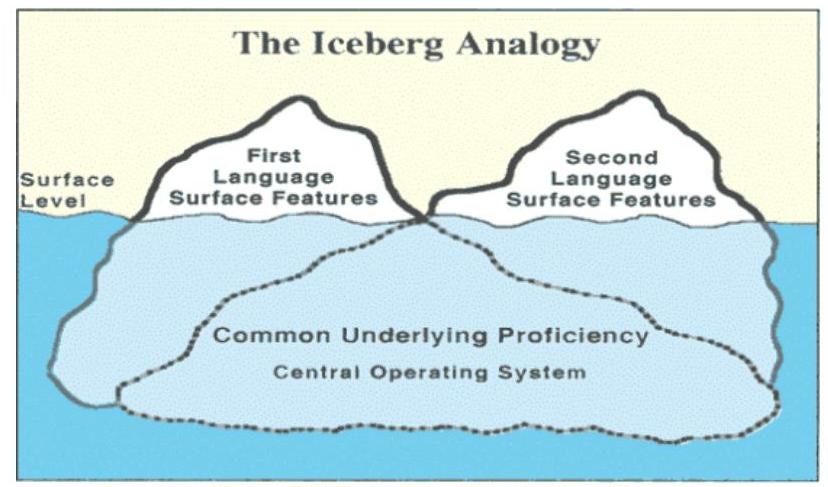 The Iceberg Analogy
First
Language
Surface Features
Second
Language
Surface Features
Surface
Level
Common Underlying Proficiency
Central Operating System